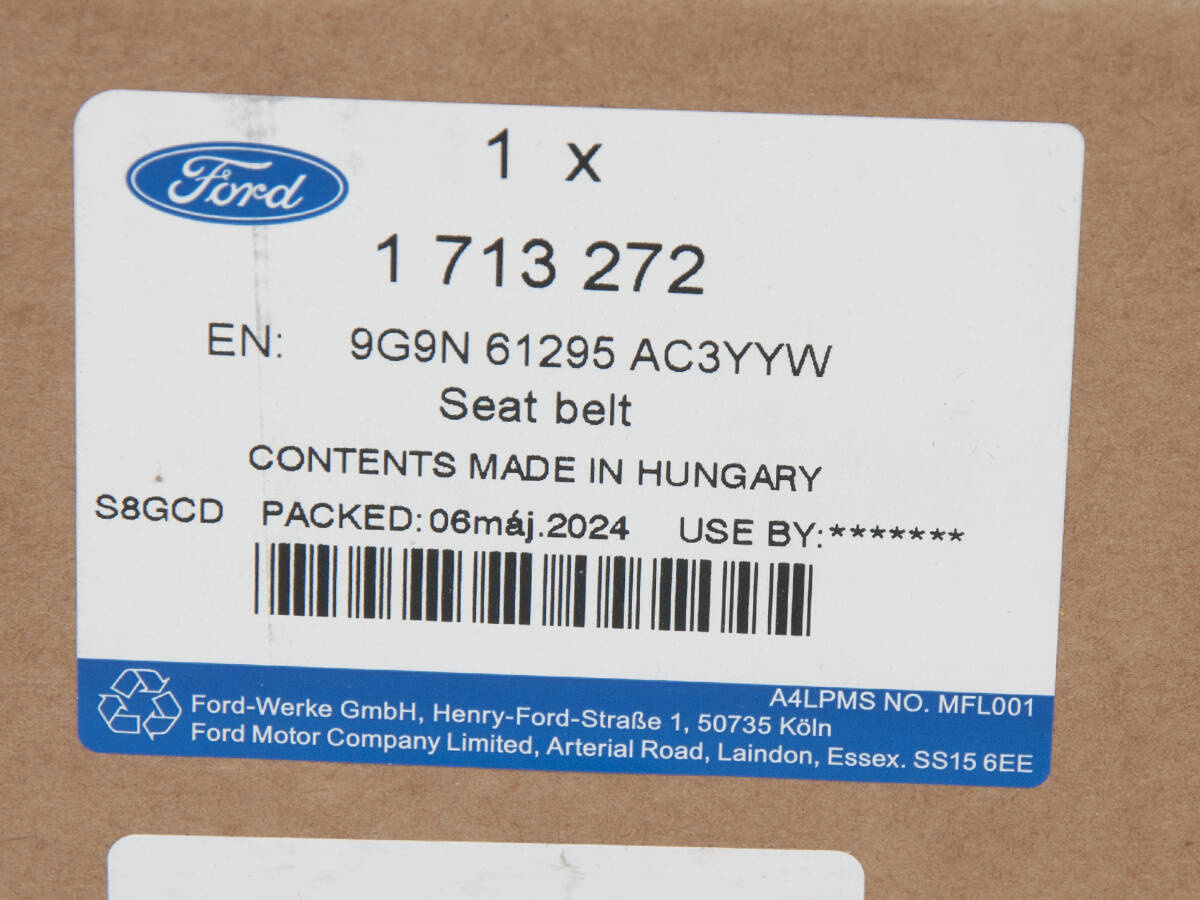 Ford
1 x
1 713 272
EN: 9G9N 61295 AC3YYW
Seat belt
CONTENTS MADE IN HUNGARY
S8GCD PACKED: 06máj.2024 USE BY:*******
A4LPMS NO. MFL001
Ford-Werke GmbH, Henry-Ford-Straße 1, 50735 Köln
Ford Motor Company Limited, Arterial Road, Laindon, Essex. SS15 6EE